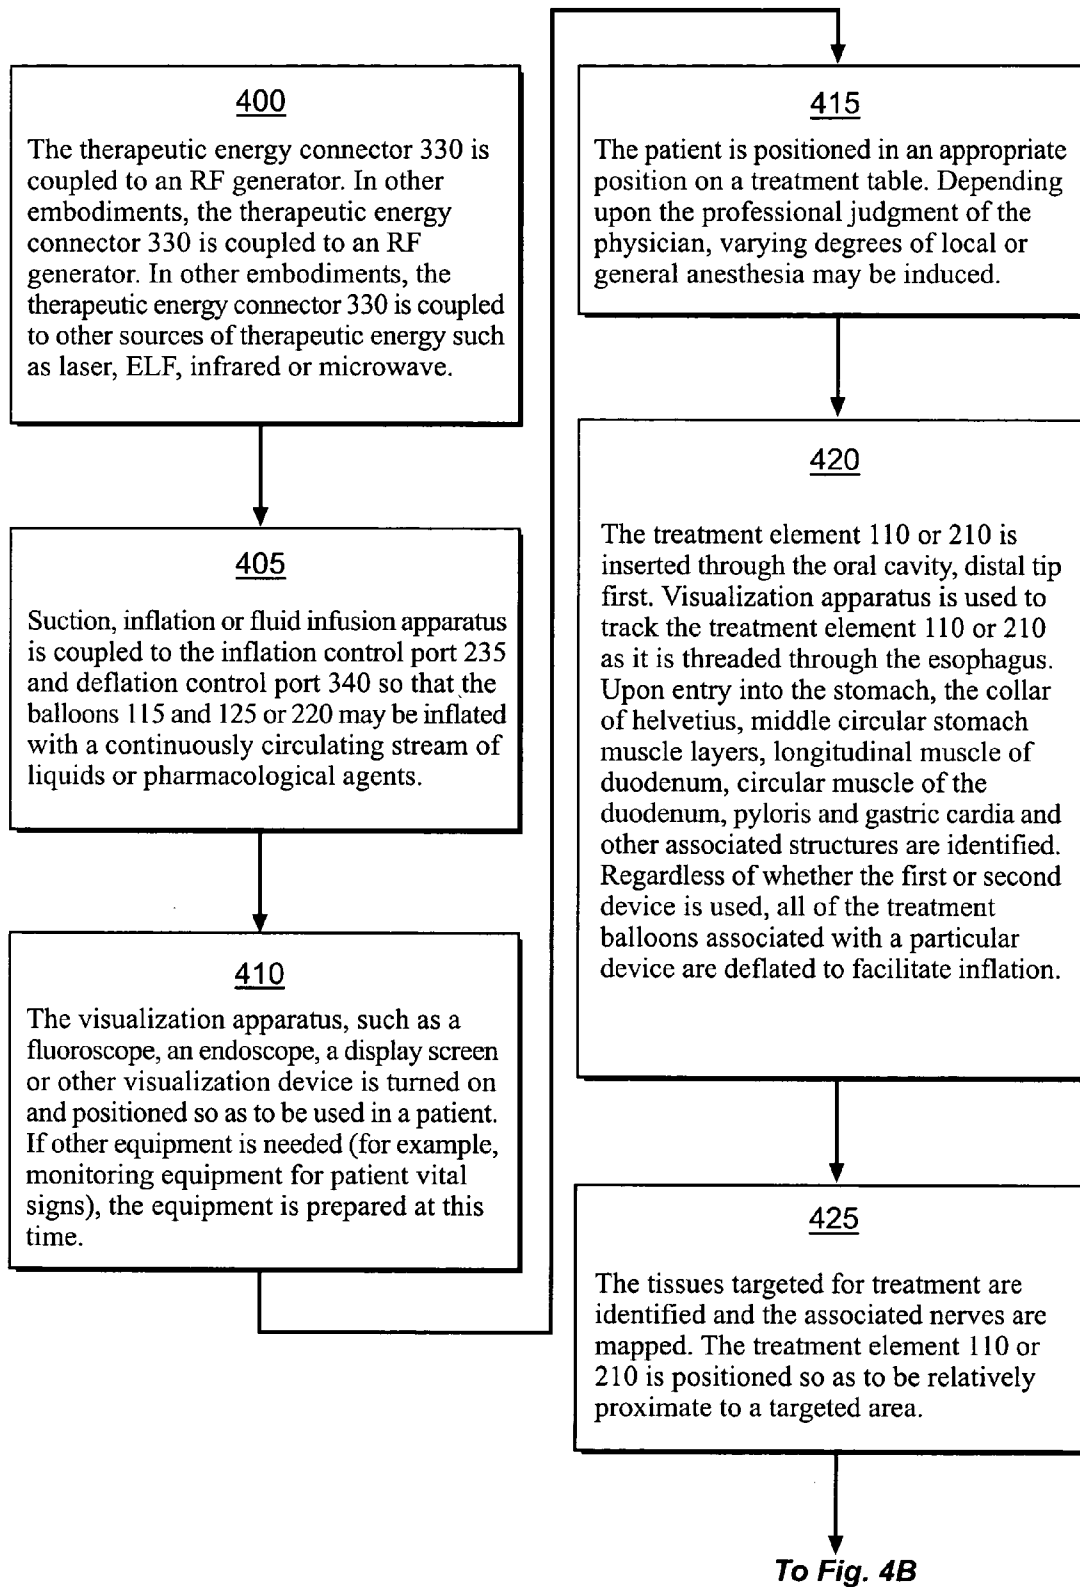 400
The therapeutic energy connector 330 is
coupled to an RF generator. In other
embodiments, the therapeutic energy
connector 330 is coupled to an RF
generator. In other embodiments, the
therapeutic energy connector 330 is coupled
to other sources of therapeutic energy such
as laser, ELF, infrared or microwave.
405
Suction, inflation or fluid infusion apparatus
is coupled to the inflation control port 235
and deflation control port 340 so that the
balloons 115 and 125 or 220 may be inflated
with a continuously circulating stream of
liquids or pharmacological agents.
410
The visualization apparatus, such as a
fluoroscope, an endoscope, a display screen
or other visualization device is turned on
and positioned so as to be used in a patient.
If other equipment is needed (for example,
monitoring equipment for patient vital
signs), the equipment is prepared at this
time.
415
The patient is positioned in an appropriate
position on a treatment table. Depending
upon the professional judgment of the
physician, varying degrees of local or
general anesthesia may be induced.
420
The treatment element 110 or 210 is
inserted through the oral cavity, distal tip
first. Visualization apparatus is used to
track the treatment element 110 or 210
as it is threaded through the esophagus.
Upon entry into the stomach, the collar
of helvetius, middle circular stomach
muscle layers, longitudinal muscle of
duodenum, circular muscle of the
duodenum, pyloris and gastric cardia and
other associated structures are identified.
Regardless of whether the first or second
device is used, all of the treatment
balloons associated with a particular
device are deflated to facilitate inflation.
425
The tissues targeted for treatment are
identified and the associated nerves are
mapped. The treatment element 110 or
210 is positioned so as to be relatively
proximate to a targeted area.
To Fig. 4B